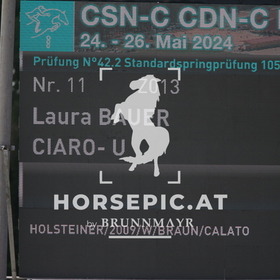 CSN-C CDN-C
24. - 26. Mai 2024
Prüfung N°42.2 Standardspringprüfung 105
Nr. 11 2013
Laura BAUER
CIARO- U
HORSEPIC.AT
by BRUNNMAYR
HOLSTEINER/2009/W/BRAUN/CALATO